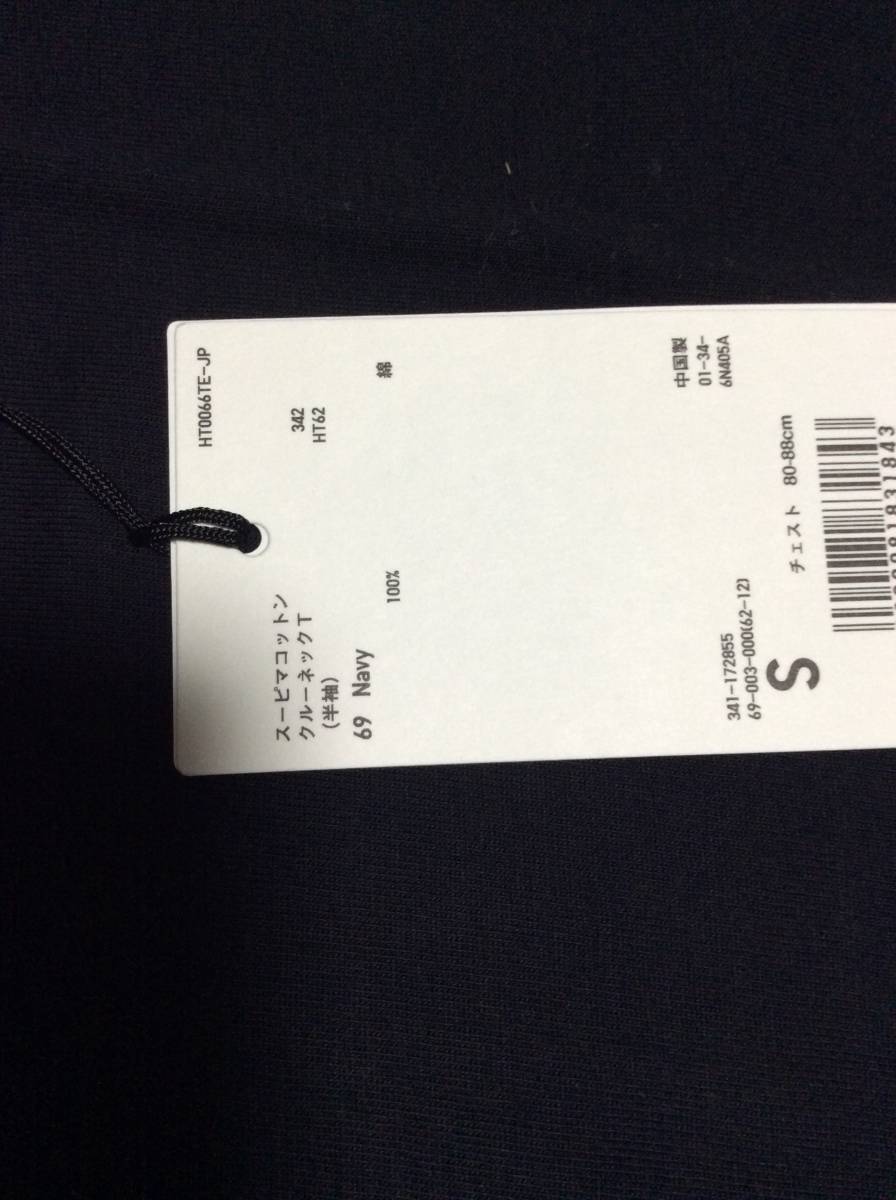 HT0066TE-JP
342
HT62
スーピマコットン
クルーネックT
(半袖)
69 Navy
綿
100%
中国製
01-34-
6N405A
341-172855
69-003-000(62-12)
S
チェスト 80-88cm